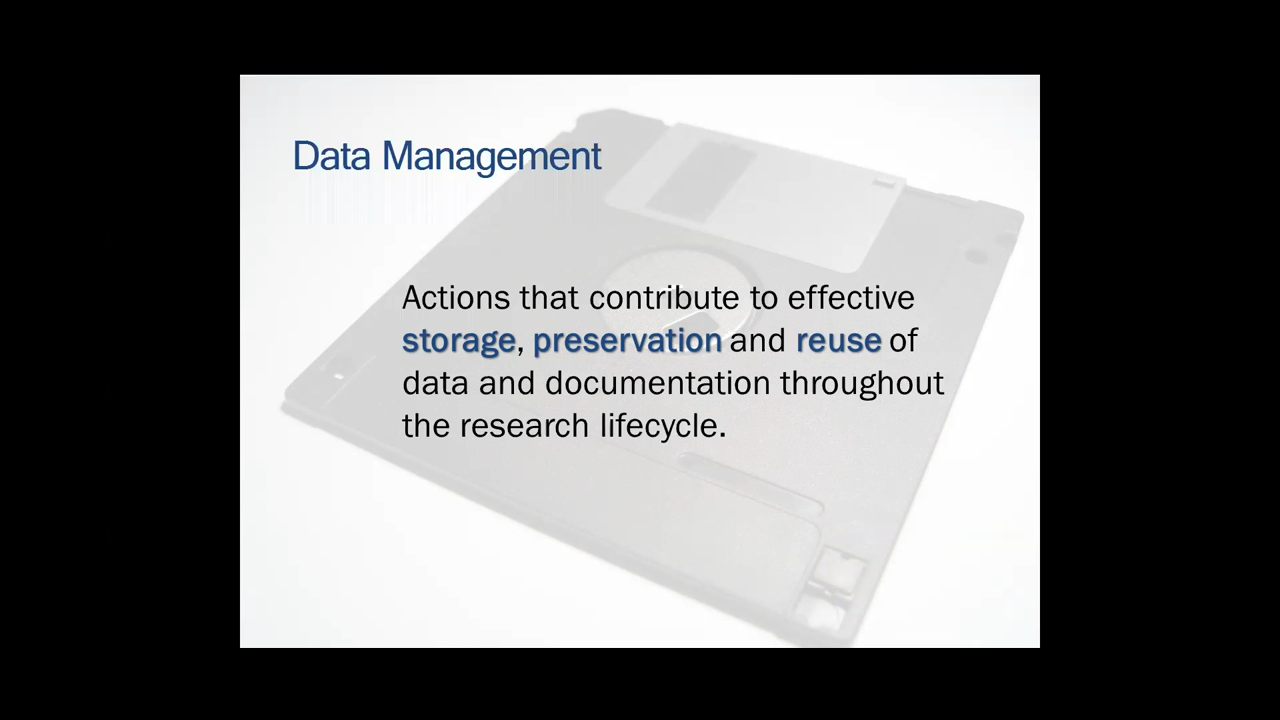 Data Management
Actions that contribute to effective
storage, preservation and reuse of
data and documentation throughout
the research lifecycle.